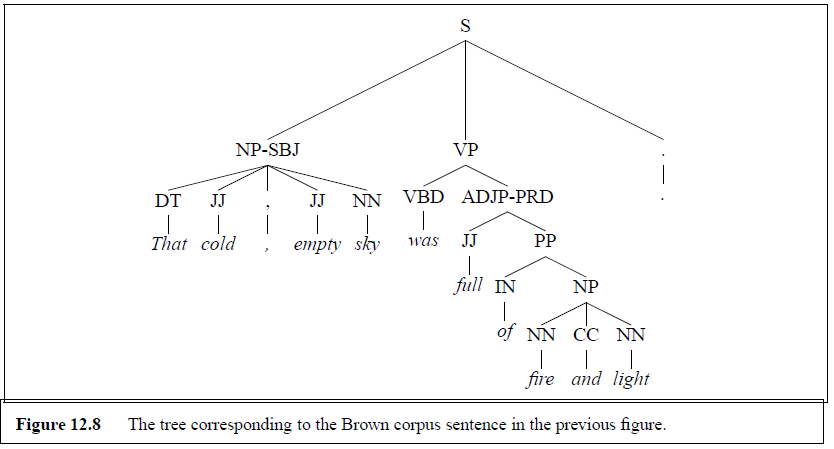 S
NP-SBJ VP .
DT JJ , JJ NN VBD ADJP-PRD .
That cold , empty sky was JJ PP
full IN NP
of NN CC NN
fire and light
Figure 12.8 The tree corresponding to the Brown corpus sentence in the previous figure.